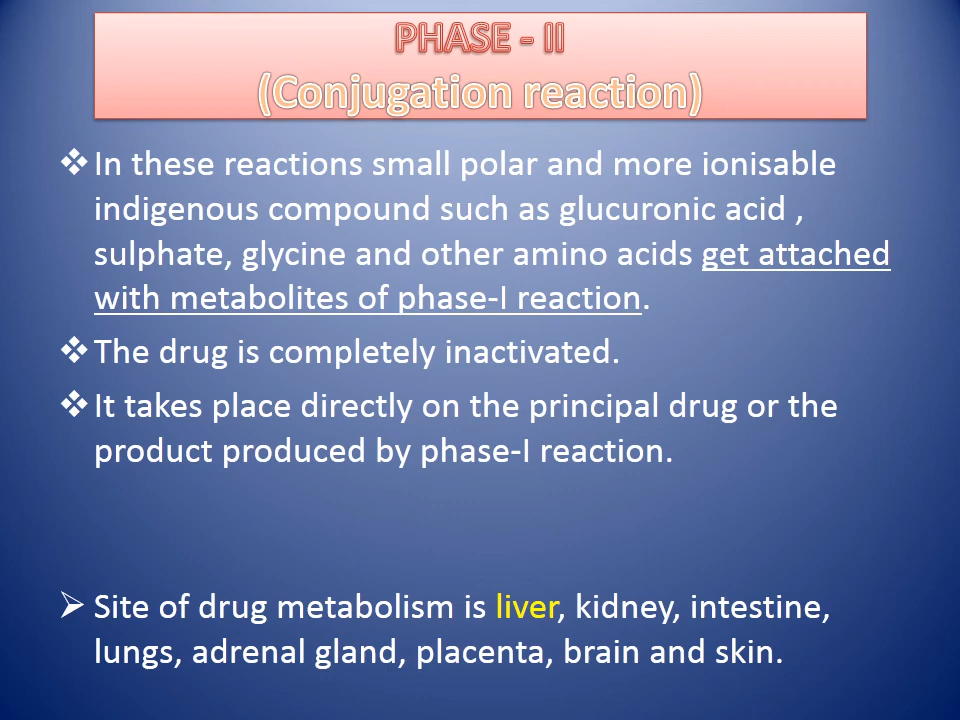 PHASE - II
(Conjugation reaction)
❖ In these reactions small polar and more ionisable
indigenous compound such as glucuronic acid ,
sulphate, glycine and other amino acids get attached
with metabolites of phase-I reaction.
❖ The drug is completely inactivated.
❖ It takes place directly on the principal drug or the
product produced by phase-I reaction.
➢ Site of drug metabolism is liver, kidney, intestine,
lungs, adrenal gland, placenta, brain and skin.